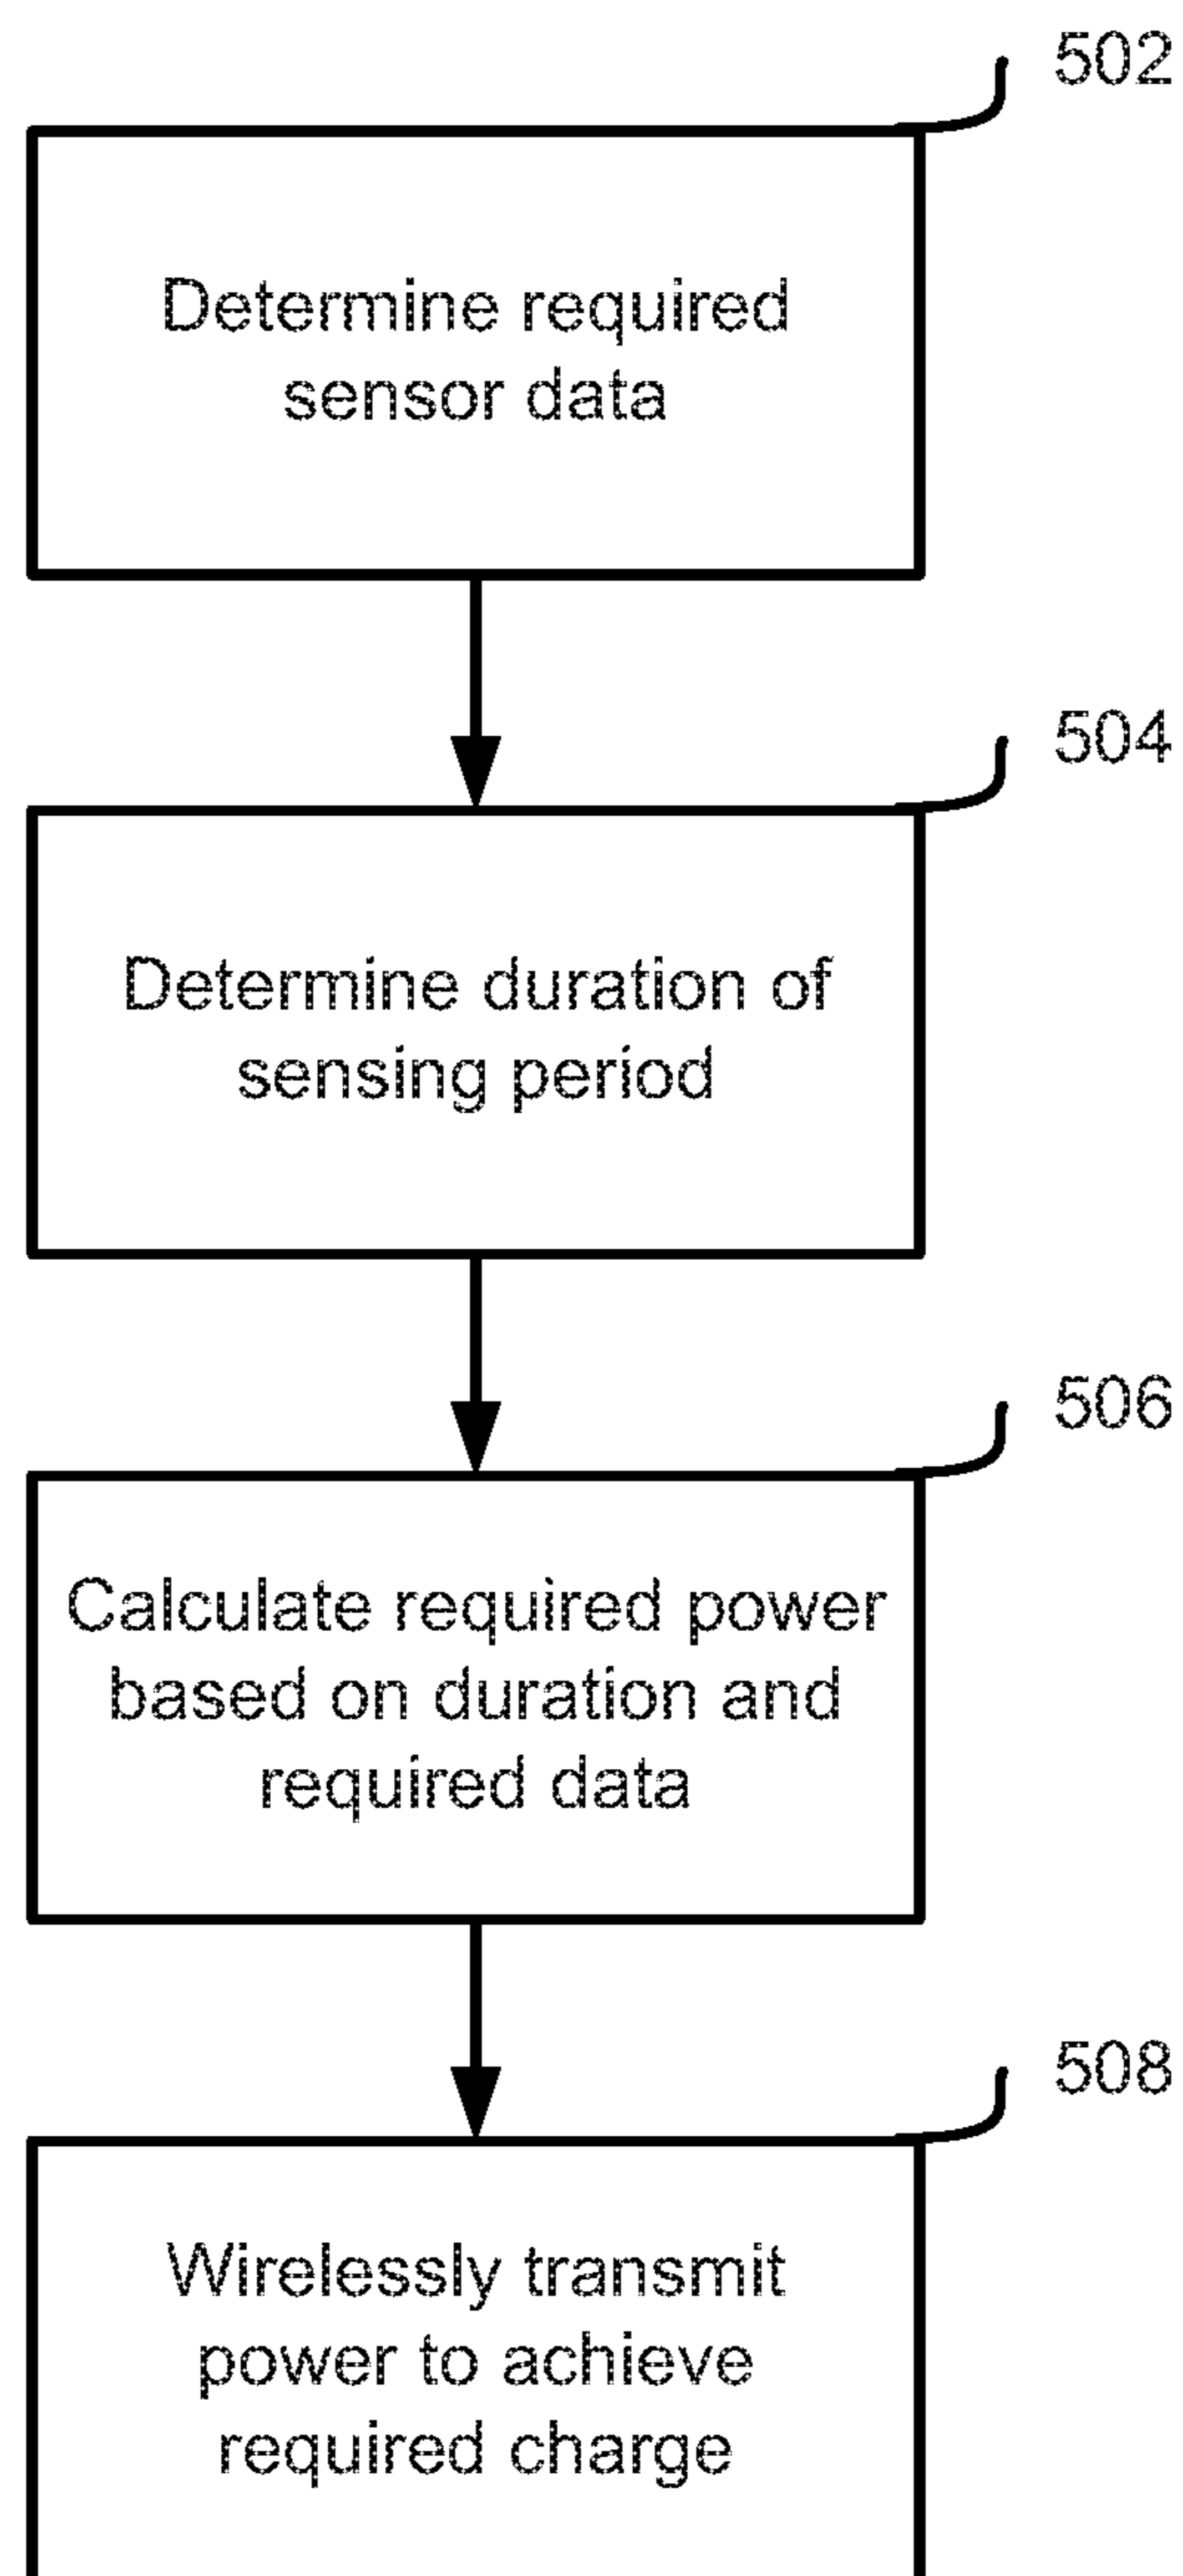 502
Determine required
sensor data
504
Determine duration of
sensing period
506
Calculate required power
based on duration and
required data
508
Wirelessly transmit
power to achieve
required charge